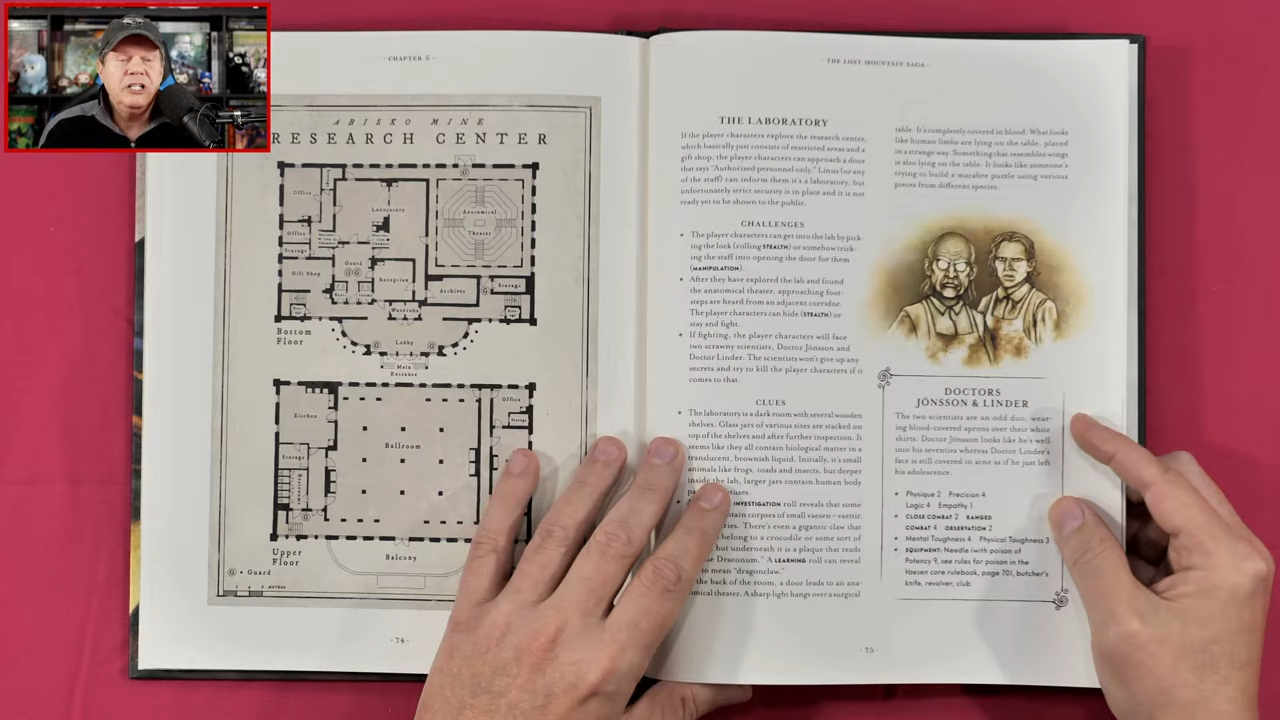 · CHAPTER 5 ·
ABISKO MINE
RESEARCH CENTER
Office
Laboratory
Anatomical
Theater
Office
Storage
Guard
Gift Shop
Reception
Archives
Storage
Wardrobe
Bottom
Floor
Lobby
Main
Entrance
Kitchen
Office
Storage
Ballroom
Storage
Upper
Floor
Balcony
G = Guard
· 74 ·
· THE LOST MOUNTAIN SAGA ·
THE LABORATORY
If the player characters explore the research center,
which basically just consists of restricted areas and a
gift shop, the player characters can approach a door
that says "Authorized personnel only." Linus (or any
of the staff) can inform them it's a laboratory, but
unfortunately strict security is in place and it is not
ready yet to be shown to the public.
CHALLENGES
The player characters can get into the lab by pick-
ing the lock (rolling STEALTH) or somehow trick-
ing the staff into opening the door for them
(MANIPULATION).
After they have explored the lab and found
the anatomical theater, approaching foot-
steps are heard from an adjacent corridor.
The player characters can hide (STEALTH) or
stay and fight.
If fighting, the player characters will face
two scrawny scientists, Doctor Jönsson and
Doctor Linder. The scientists won't give up any
secrets and try to kill the player characters if it
comes to that.
CLUES
The laboratory is a dark room with several wooden
shelves. Glass jars of various sizes are stacked on
top of the shelves and after further inspection. It
seems like they all contain biological matter in a
translucent, brownish liquid. Initially, it's small
animals like frogs, toads and insects, but deeper
inside the lab, larger jars contain human body
INVESTIGATION roll reveals that some
corpses of small vaesen – vaettir,
There's even a gigantic claw that
belong to a crocodile or some sort of
but underneath it is a plaque that reads
Draconum." A LEARNING roll can reveal
to mean "dragonclaw."
the back of the room, a door leads to an ana-
theater. A sharp light hangs over a surgical
table. It's completely covered in blood. What looks
like human limbs are lying on the table, placed
in a strange way. Something that resembles wings
is also lying on the table. It looks like someone's
trying to build a macabre puzzle using various
pieces from different species.
DOCTORS
JÖNSSON & LINDER
The two scientists are an odd duo, wear-
ing blood-covered aprons over their white
shirts. Doctor Jönsson looks like he's well
into his seventies whereas Doctor Linder's
face is still covered in acne as if he just left
his adolescence.
Physique 2 Precision 4
Logic 4 Empathy 1
CLOSE COMBAT 2 RANGED
COMBAT 4 OBSERVATION 2
Mental Toughness 4 Physical Toughness 3
EQUIPMENT: Needle (with poison of
Potency 9, see rules for poison in the
Vaesen core rulebook, page 70), butcher's
knife, revolver, club
· 75 ·